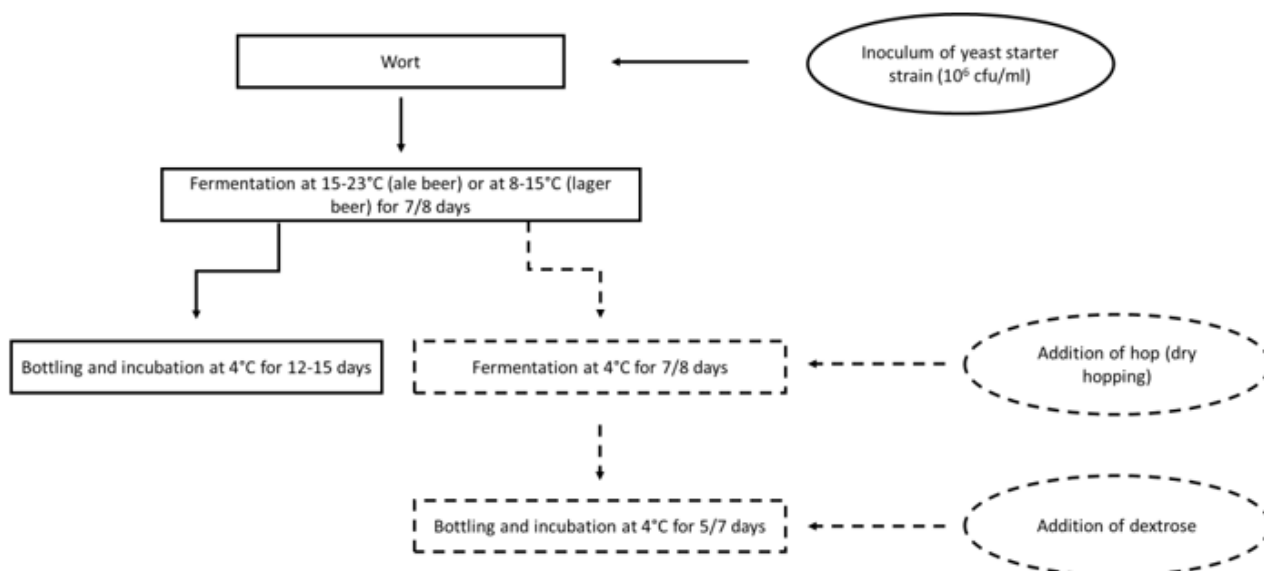 Wort
Inoculum of yeast starter
strain (10⁶ cfu/ml)
Fermentation at 15-23°C (ale beer) or at 8-15°C (lager
beer) for 7/8 days
Bottling and incubation at 4°C for 12-15 days
Fermentation at 4°C for 7/8 days
Addition of hop (dry
hopping)
Bottling and incubation at 4°C for 5/7 days
Addition of dextrose